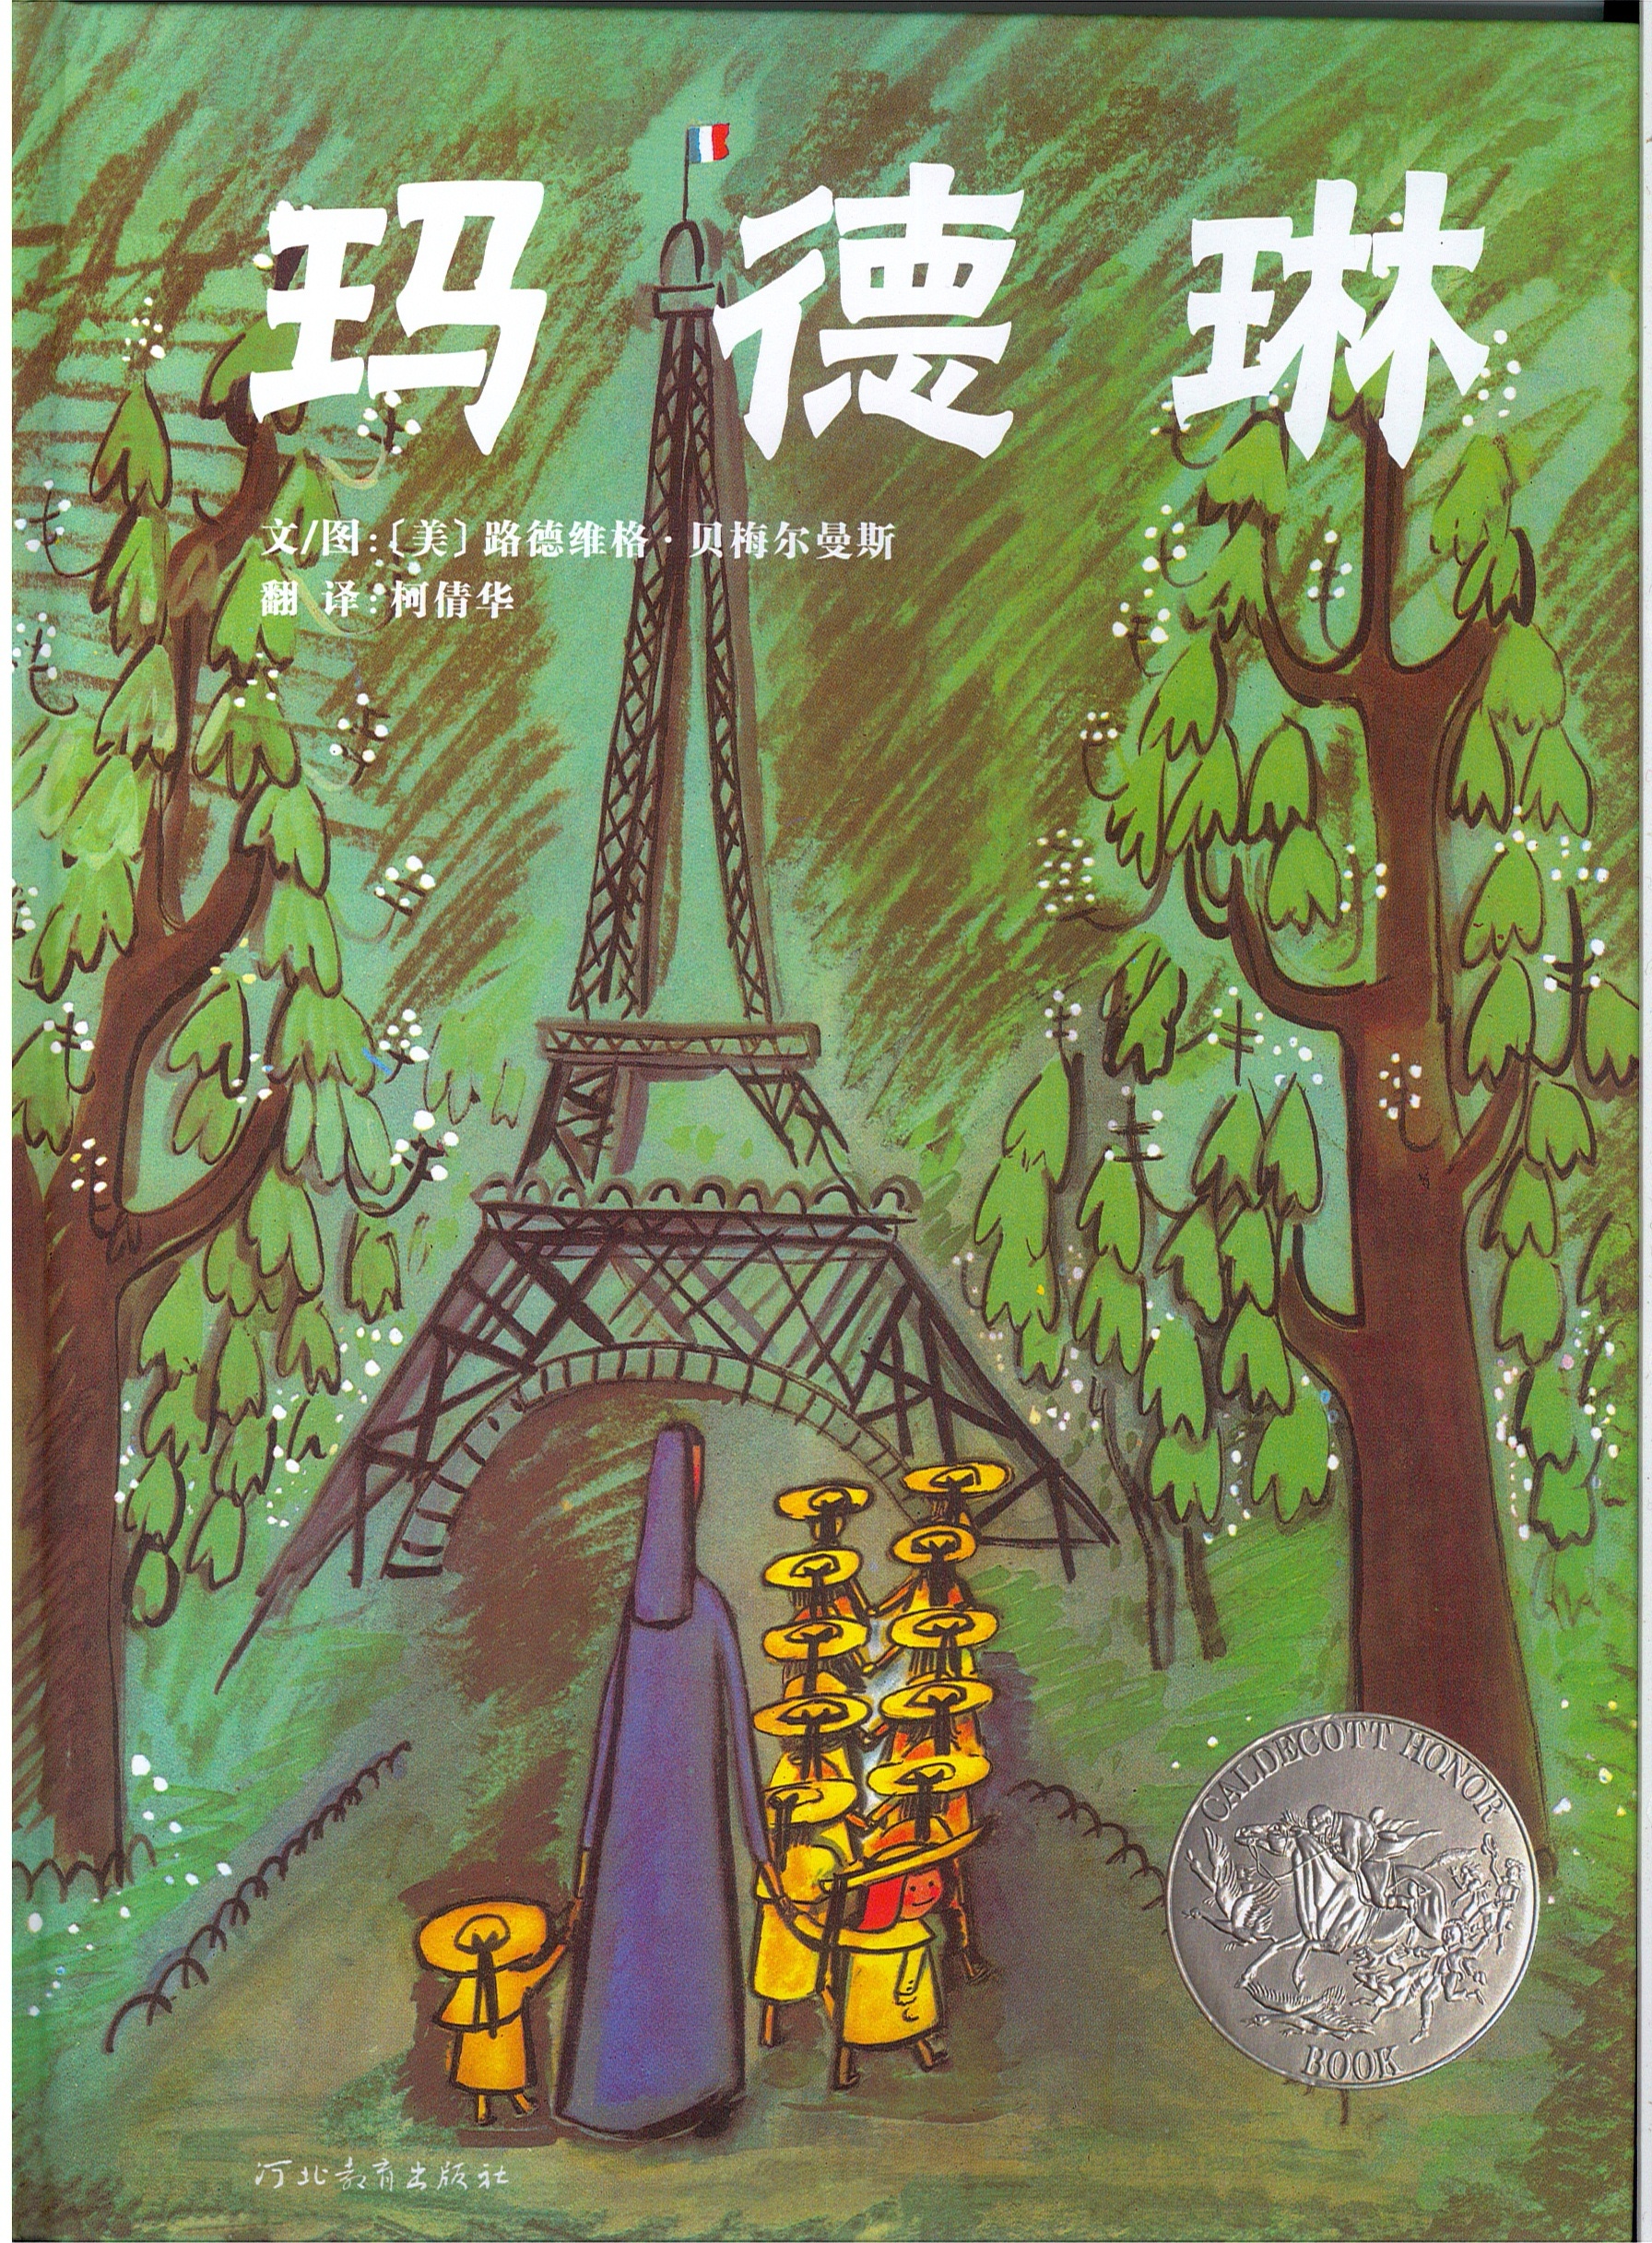 玛德琳
文/图:〔美〕路德维格·贝梅尔曼斯
翻 译:柯倩华
CALDECOTT HONOR
BOOK
河北教育出版社